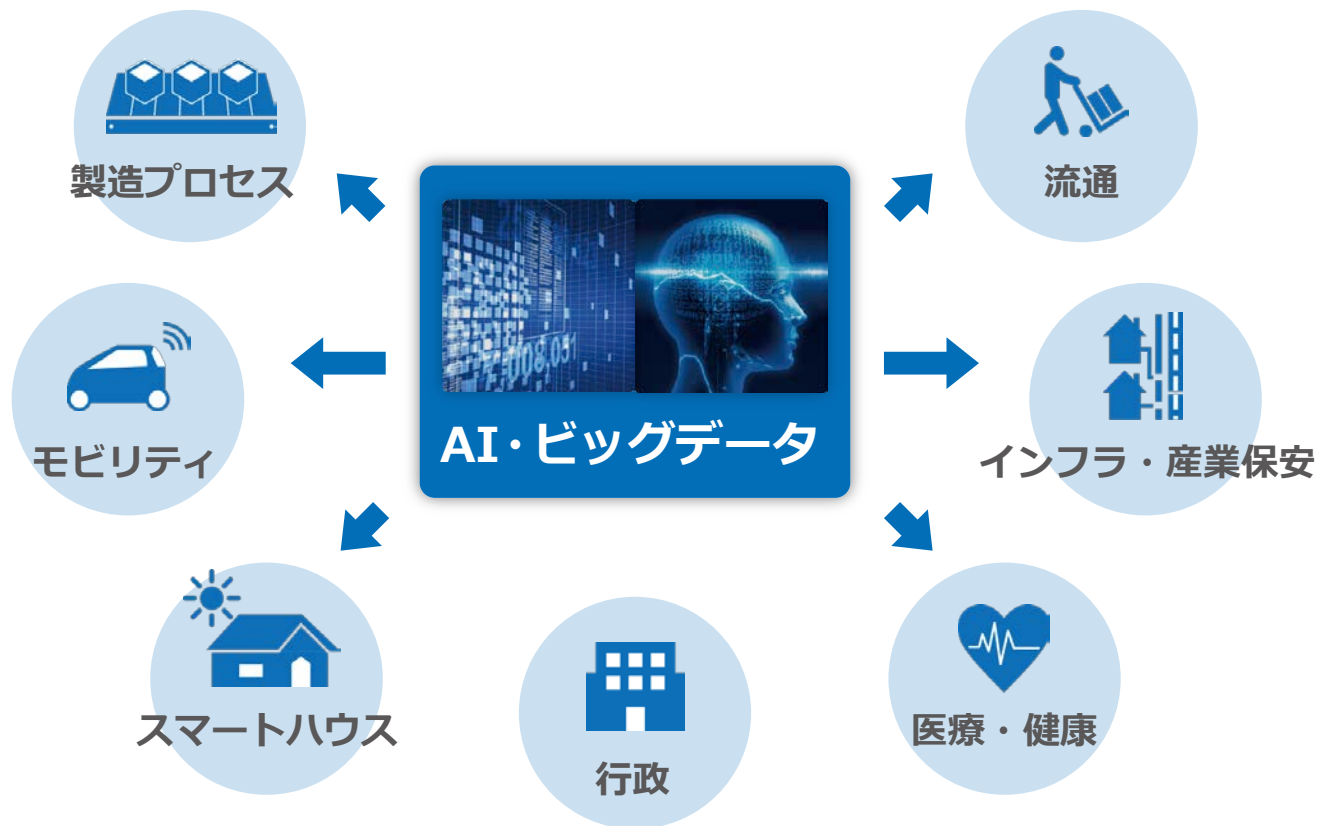 製造プロセス
流通
AI・ビッグデータ
モビリティ
インフラ・産業保安
スマートハウス
医療・健康
行政
008,051